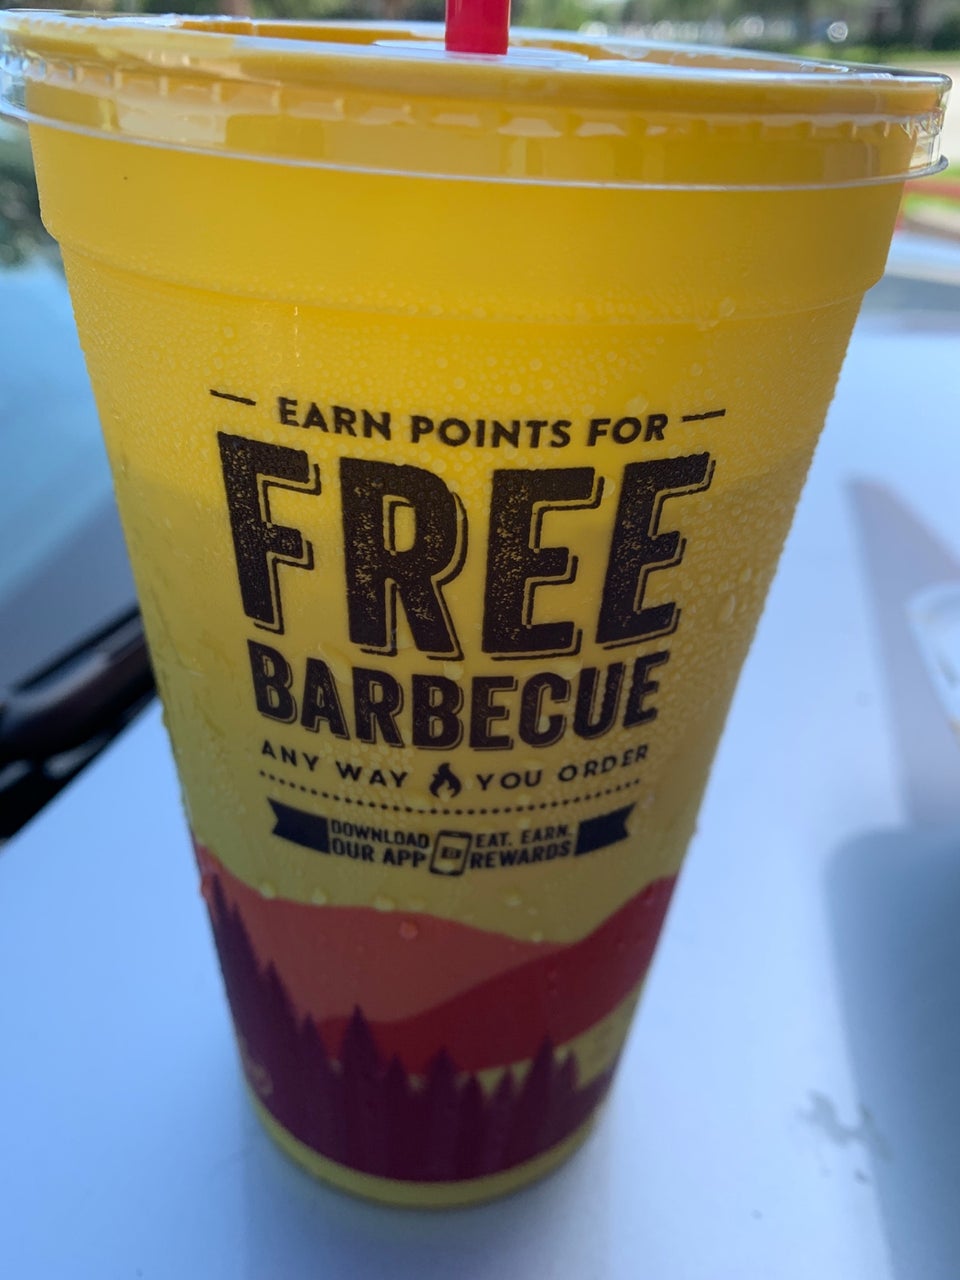 EARN POINTS FOR
FREE
BARBECUE
ANY WAY YOU ORDER
DOWNLOAD OUR APP
EAT. EARN. REWARDS